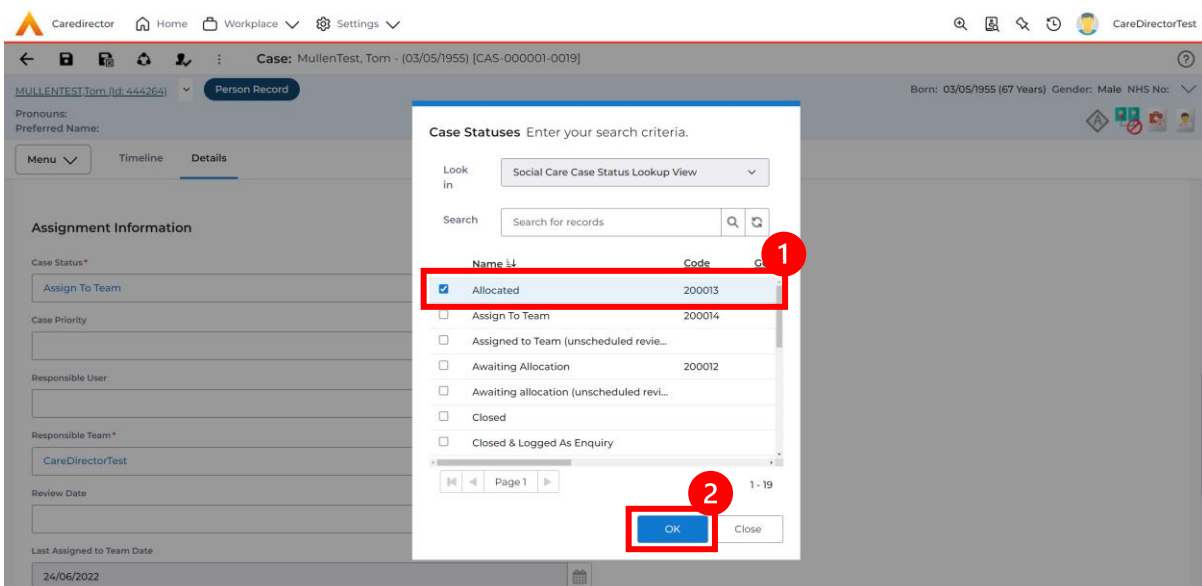 Caredirector Home Workplace Settings CareDirectorTest
Case: MullenTest, Tom - (03/05/1955) [CAS-000001-0019]
MULLENTEST,Tom (Id: 444264) Person Record Born: 03/05/1955 (67 Years) Gender: Male NHS No:
Pronouns:
Preferred Name:
Menu Timeline Details
Assignment Information
Case Status*
Assign To Team
Case Priority
Responsible User
Responsible Team*
CareDirectorTest
Review Date
Last Assigned to Team Date
24/06/2022
Case Statuses Enter your search criteria.
Look in Social Care Case Status Lookup View
Search Search for records
1
Name Code
Allocated 200013
Assign To Team 200014
Assigned to Team (unscheduled revie...
Awaiting Allocation 200012
Awaiting allocation (unscheduled revi...
Closed
Closed & Logged As Enquiry
Page 1 1 - 19
2
OK Close